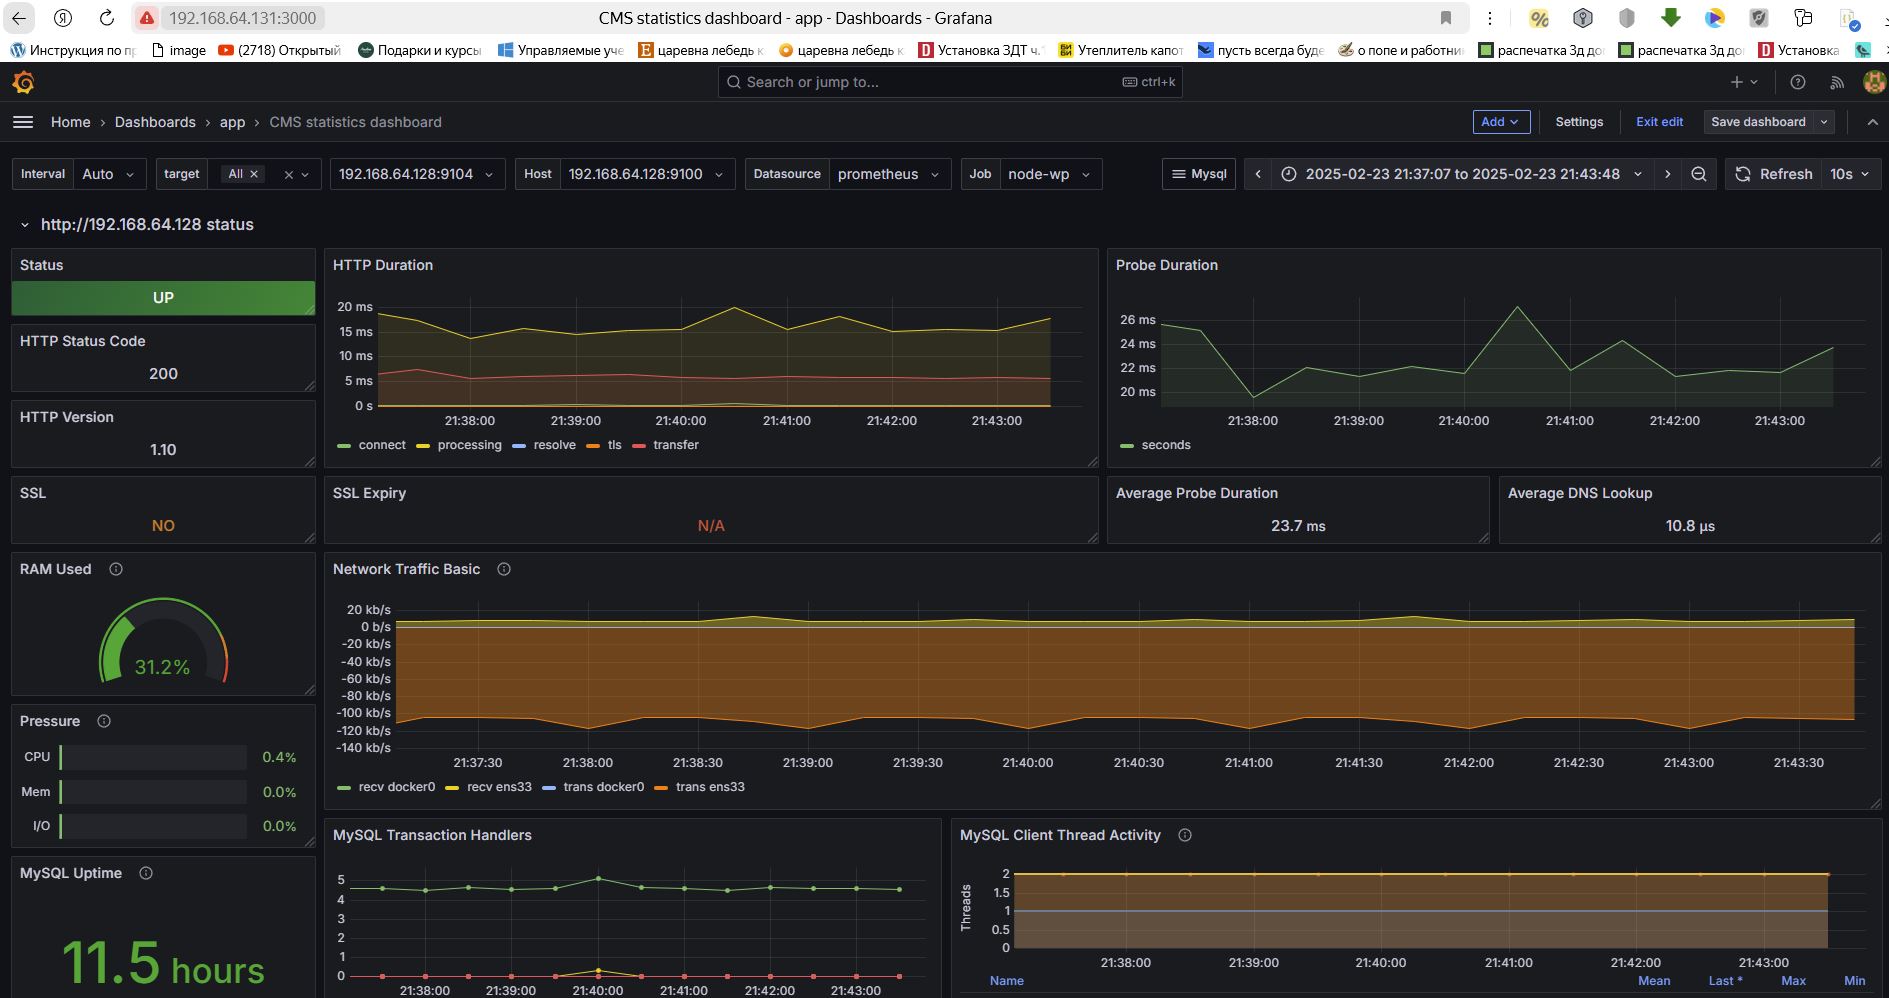 192.168.64.131:3000 CMS statistics dashboard - app - Dashboards - Grafana
Инструкция по пр image (2718) Открытый Подарки и курсы Управляемые уче царевна лебедь к царевна лебедь к Установка ЗДТ ч. Утеплитель капот пусть всегда буде о попе и работни распечатка 3д дог распечатка 3д дог Установка
Search or jump to... ctrl+k
Home › Dashboards › app › CMS statistics dashboard Add Settings Exit edit Save dashboard
Interval Auto target All × 192.168.64.128:9104 Host 192.168.64.128:9100 Datasource prometheus Job node-wp Mysql 2025-02-23 21:37:07 to 2025-02-23 21:43:48 Refresh 10s
http://192.168.64.128 status
Status
UP
HTTP Status Code
200
HTTP Version
1.10
HTTP Duration
20 ms
15 ms
10 ms
5 ms
0 s
21:38:00 21:39:00 21:40:00 21:41:00 21:42:00 21:43:00
connect processing resolve tls transfer
Probe Duration
26 ms
24 ms
22 ms
20 ms
21:38:00 21:39:00 21:40:00 21:41:00 21:42:00 21:43:00
seconds
SSL
NO
SSL Expiry
N/A
Average Probe Duration
23.7 ms
Average DNS Lookup
10.8 µs
RAM Used
31.2%
Pressure
CPU 0.4%
Mem 0.0%
I/O 0.0%
Network Traffic Basic
20 kb/s
0 b/s
-20 kb/s
-40 kb/s
-60 kb/s
-80 kb/s
-100 kb/s
-120 kb/s
-140 kb/s
21:37:30 21:38:00 21:38:30 21:39:00 21:39:30 21:40:00 21:40:30 21:41:00 21:41:30 21:42:00 21:42:30 21:43:00 21:43:30
recv docker0 recv ens33 trans docker0 trans ens33
MySQL Uptime
11.5 hours
MySQL Transaction Handlers
5
4
3
2
1
0
21:38:00 21:39:00 21:40:00 21:41:00 21:42:00 21:43:00
MySQL Client Thread Activity
Threads
2
1.5
1
0.5
0
21:38:00 21:39:00 21:40:00 21:41:00 21:42:00 21:43:00
Name Mean Last * Max Min